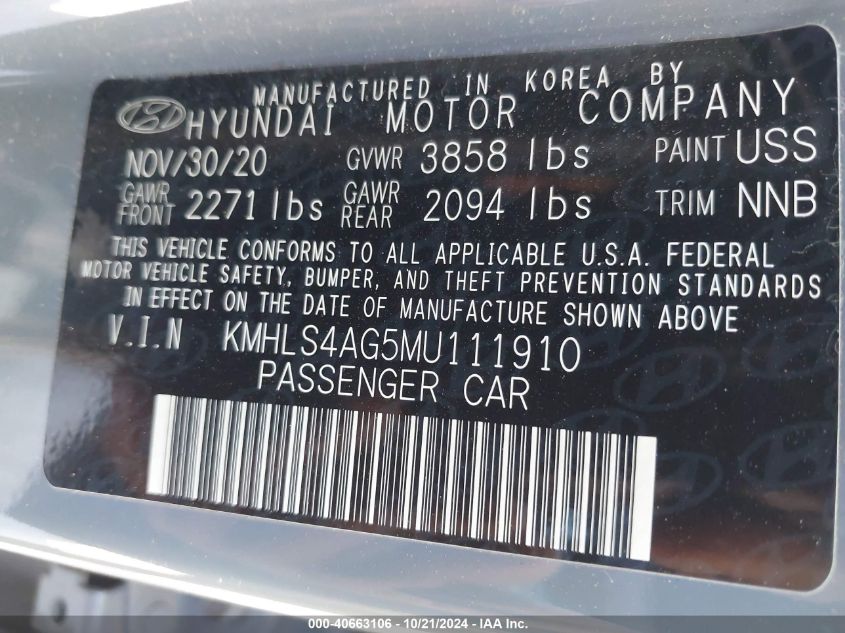 MANUFACTURED IN KOREA BY
HYUNDAI MOTOR COMPANY
NOV/30/20 GVWR 3858 lbs PAINT USS
GAWR FRONT 2271 lbs GAWR REAR 2094 lbs TRIM NNB
THIS VEHICLE CONFORMS TO ALL APPLICABLE U.S.A. FEDERAL
MOTOR VEHICLE SAFETY, BUMPER, AND THEFT PREVENTION STANDARDS
IN EFFECT ON THE DATE OF MANUFACTURE SHOWN ABOVE
V.I.N KMHLS4AG5MU111910
PASSENGER CAR
000-40663106 - 10/21/2024 - IAA Inc.